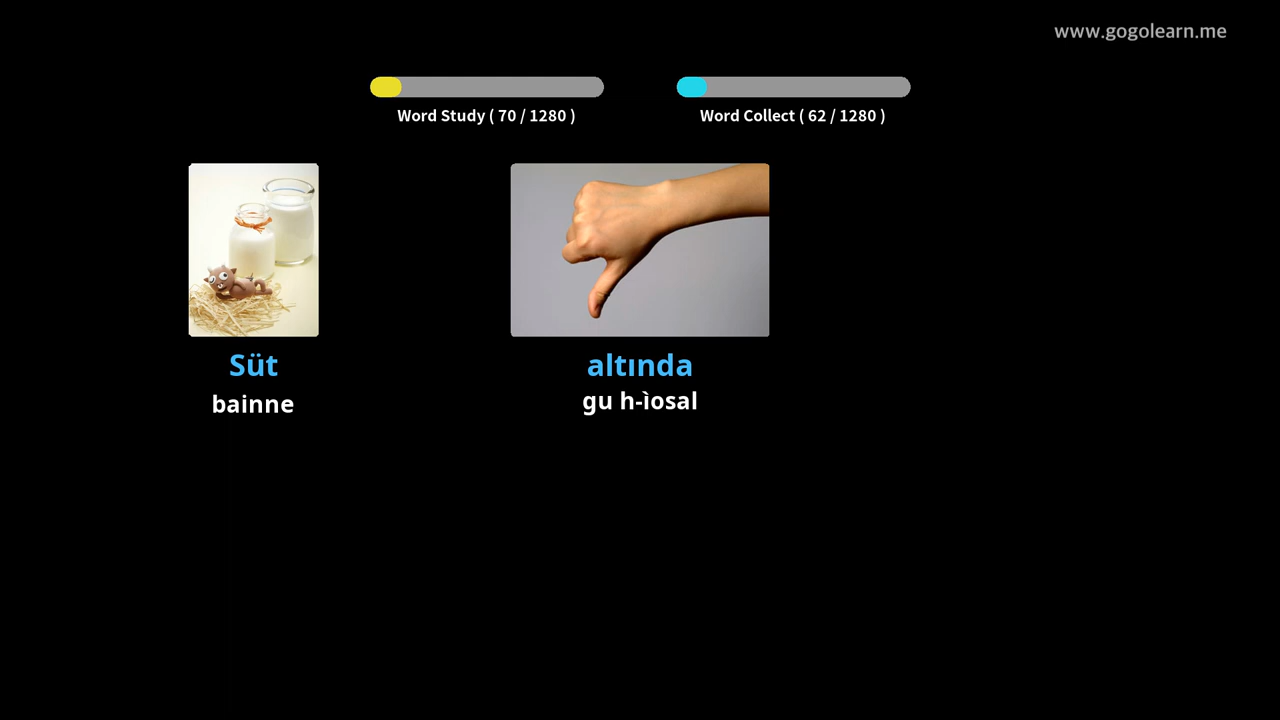 www.gogolearn.me
Word Study ( 70 / 1280 )
Word Collect ( 62 / 1280 )
Süt
bainne
altında
gu h-ìosal